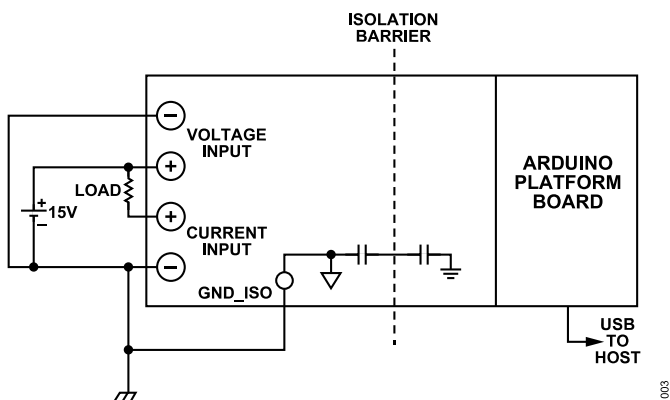 ISOLATION
BARRIER
−
VOLTAGE
INPUT
+
LOAD
+
15V
−
+
CURRENT
INPUT
−
GND_ISO
ARDUINO
PLATFORM
BOARD
USB
TO
HOST
003